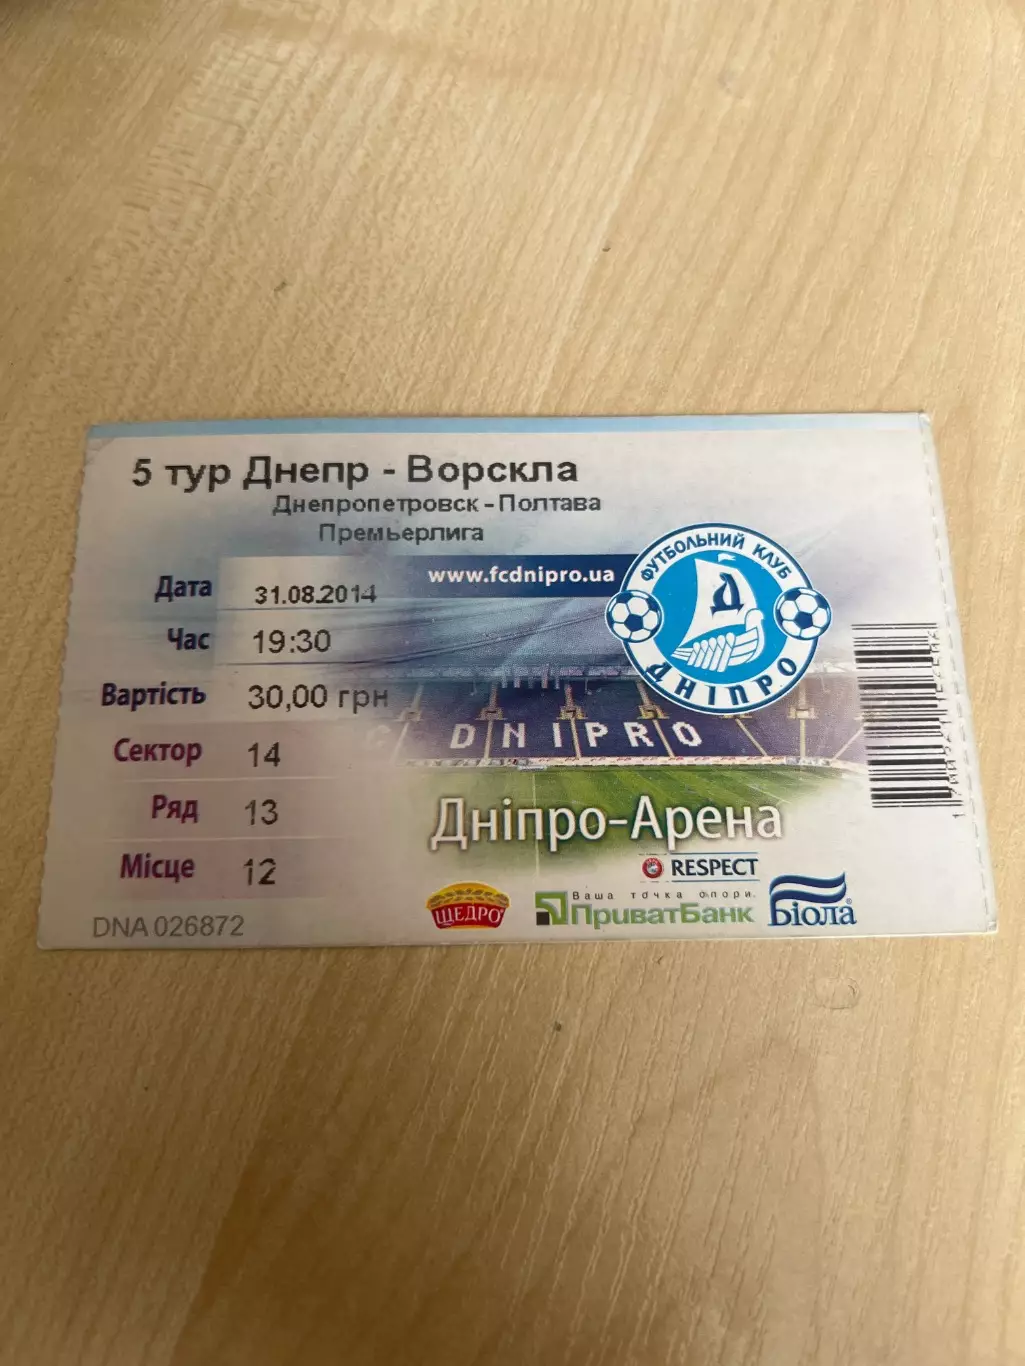 5 тур Днепр - Ворскла
Днепропетровск - Полтава
Премьерлига
www.fcdnipro.ua
ФУТБОЛЬНИЙ КЛУБ
Д
ДНІПРО
Дата 31.08.2014
Час 19:30
Вартість 30,00 грн
Сектор 14
Ряд 13
Місце 12
DNIPRO
Дніпро-Арена
RESPECT
ЩЕДРО
Ваша точка опори.
ПриватБанк
Біола
DNA 026872